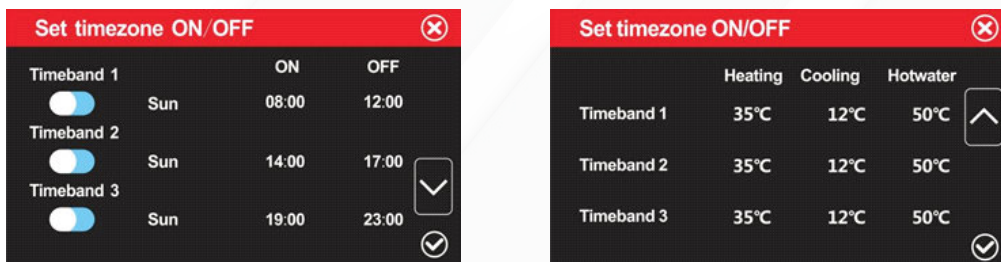 Set timezone ON/OFF
ON OFF
Timeband 1
Sun 08:00 12:00
Timeband 2
Sun 14:00 17:00
Timeband 3
Sun 19:00 23:00
Set timezone ON/OFF
Heating Cooling Hotwater
Timeband 1 35℃ 12℃ 50℃
Timeband 2 35℃ 12℃ 50℃
Timeband 3 35℃ 12℃ 50℃